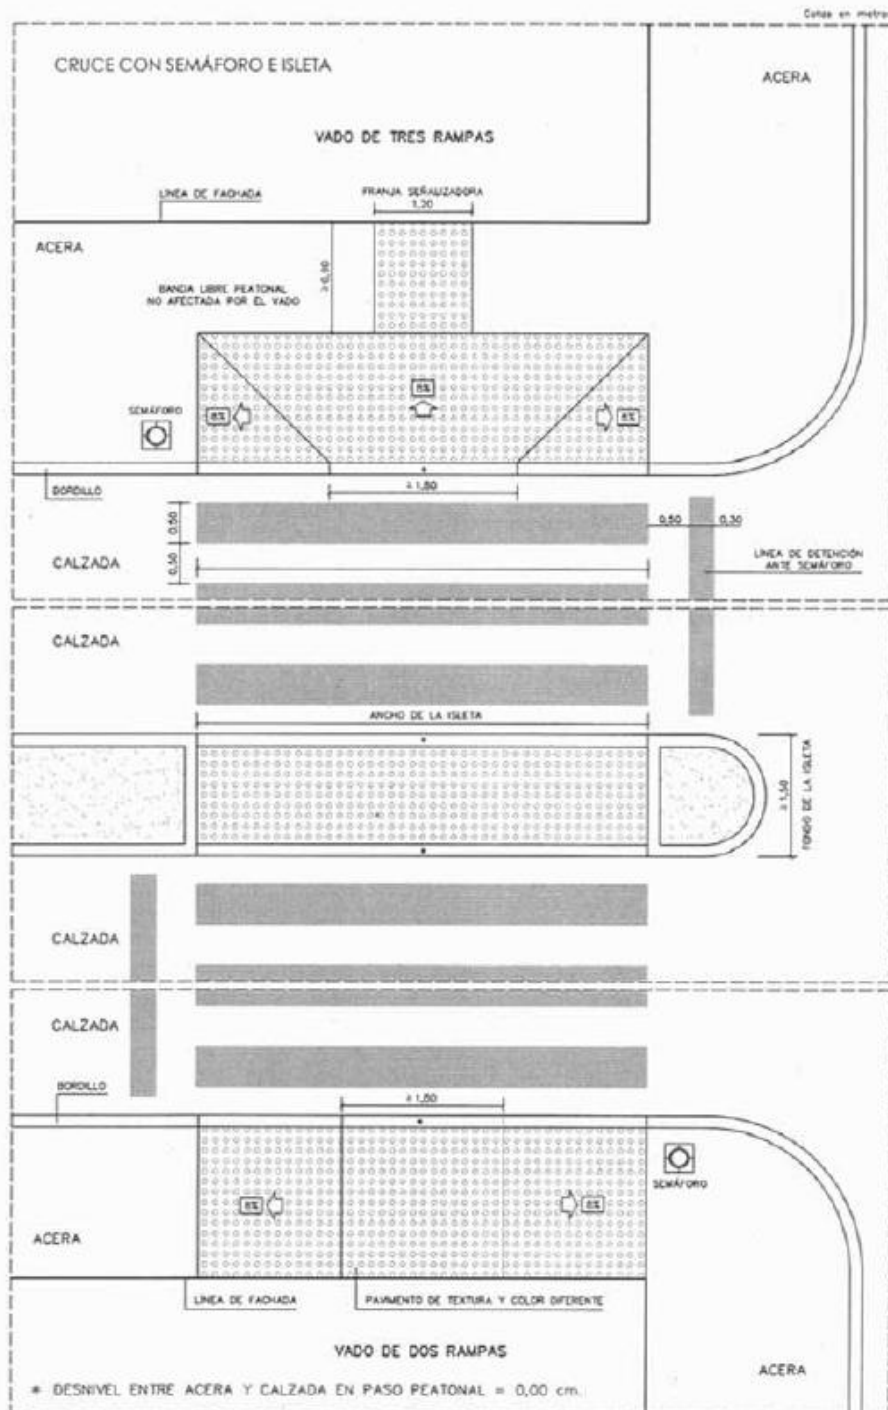 Cotas en metros
CRUCE CON SEMÁFORO E ISLETA
ACERA
VADO DE TRES RAMPAS
LINEA DE FACHADA
FRANJA SEÑALIZADORA
1,20
ACERA
≥0,90
BANDA LIBRE PEATONAL
NO AFECTADA POR EL VADO
8%
SEMÁFORO
8%
8%
BORDILLO
≥1,50
0,50
0,50
0,30
CALZADA
0,50
LINEA DE DETENCIÓN
ANTE SEMÁFORO
CALZADA
ANCHO DE LA ISLETA
≥1,50
FONDO DE LA ISLETA
CALZADA
CALZADA
BORDILLO
≥1,50
SEMÁFORO
8%
8%
ACERA
LINEA DE FACHADA
PAVIMENTO DE TEXTURA Y COLOR DIFERENTE
VADO DE DOS RAMPAS
ACERA
* DESNIVEL ENTRE ACERA Y CALZADA EN PASO PEATONAL = 0,00 cm.